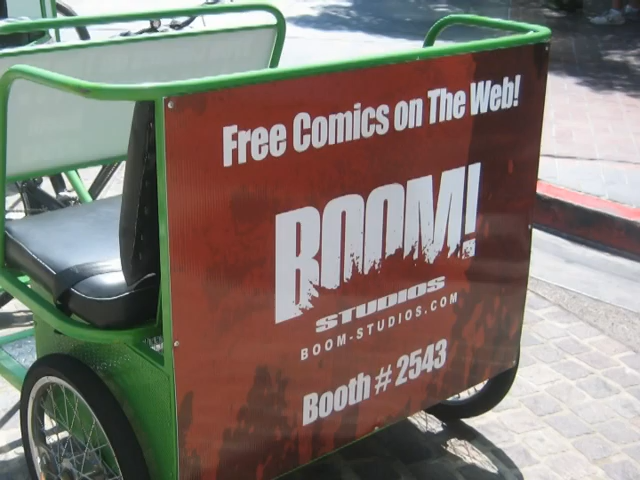 Free Comics on The Web!
BOOM!
STUDIOS
BOOM-STUDIOS.COM
Booth # 2543